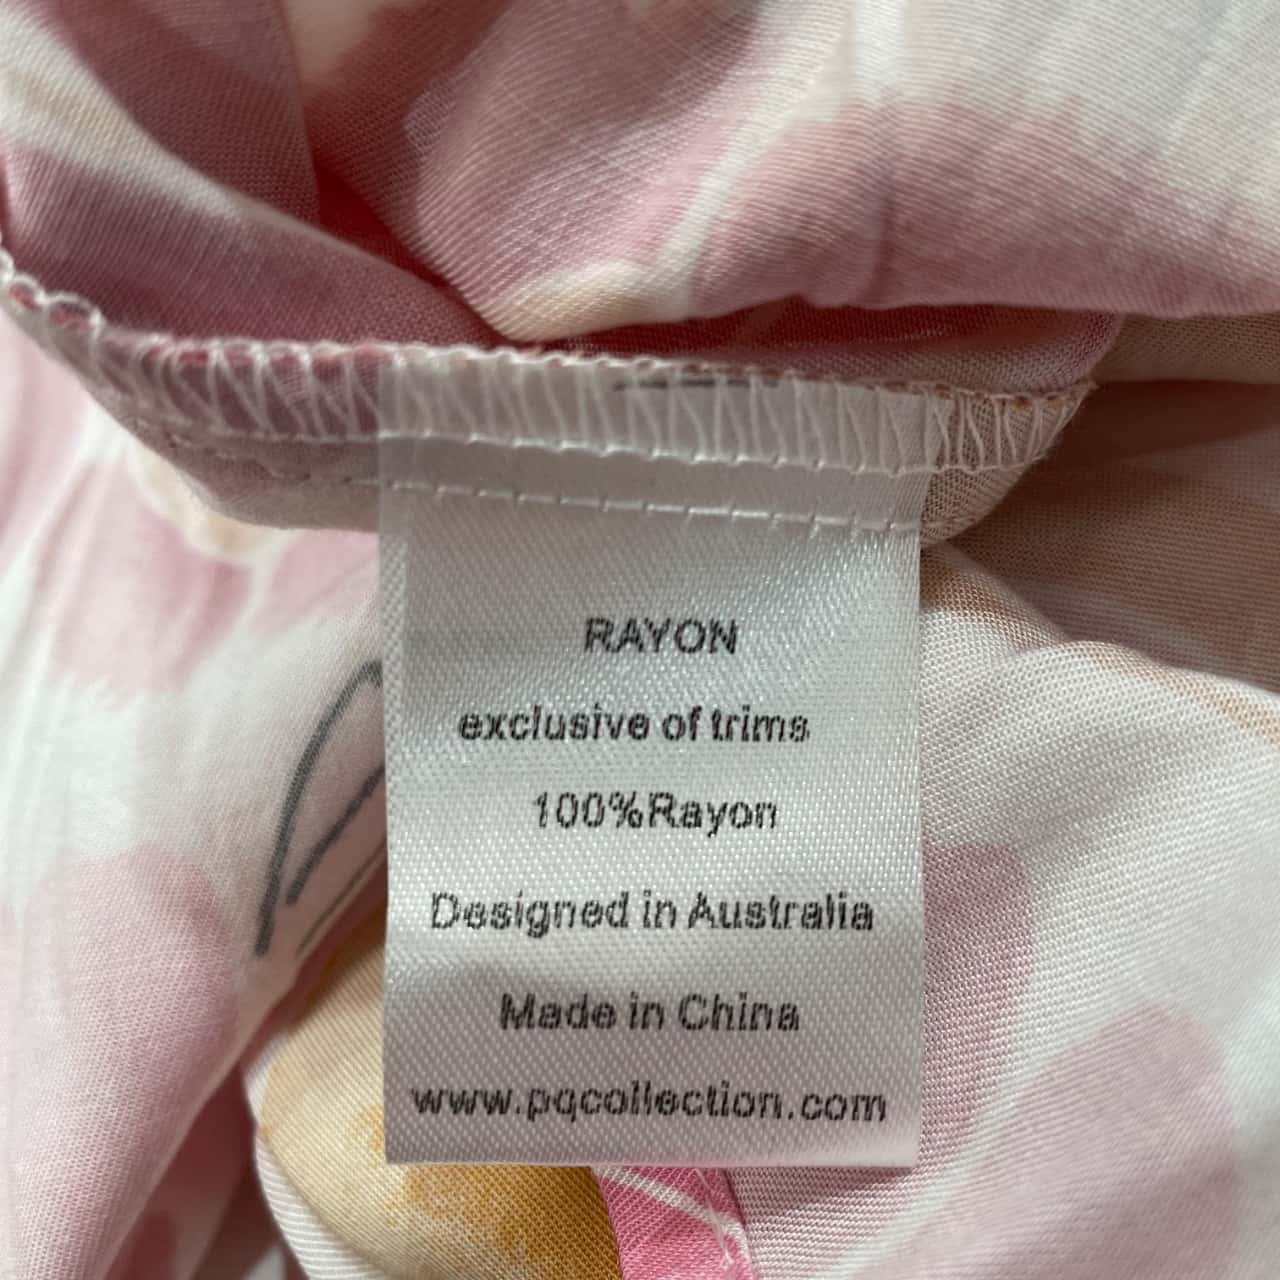 RAYON
exclusive of trims
100%Rayon
Designed in Australia
Made in China
www.pqcollection.com